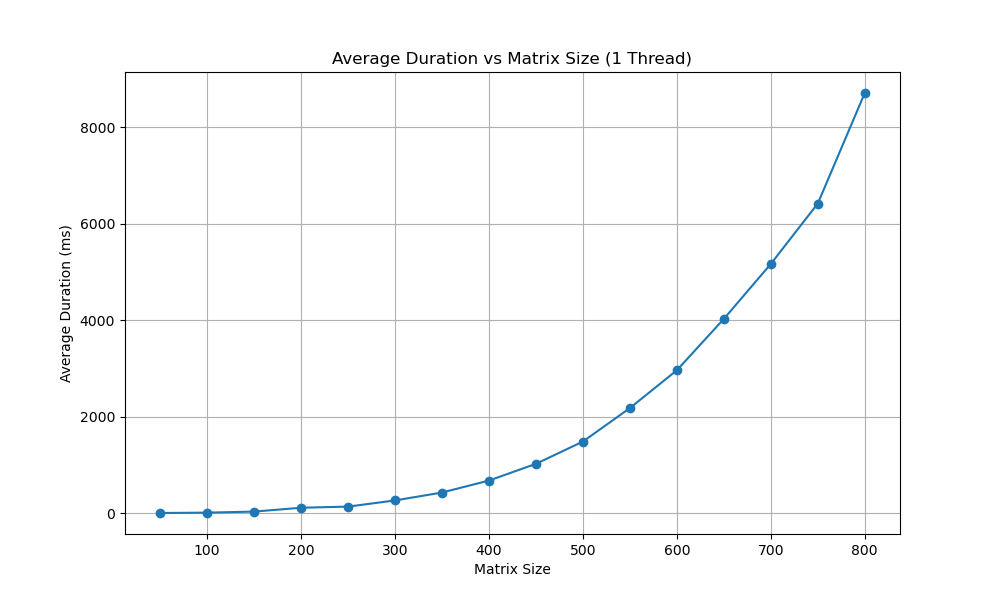 Average Duration vs Matrix Size (1 Thread)
Average Duration (ms)
8000
6000
4000
2000
0
100 200 300 400 500 600 700 800
Matrix Size